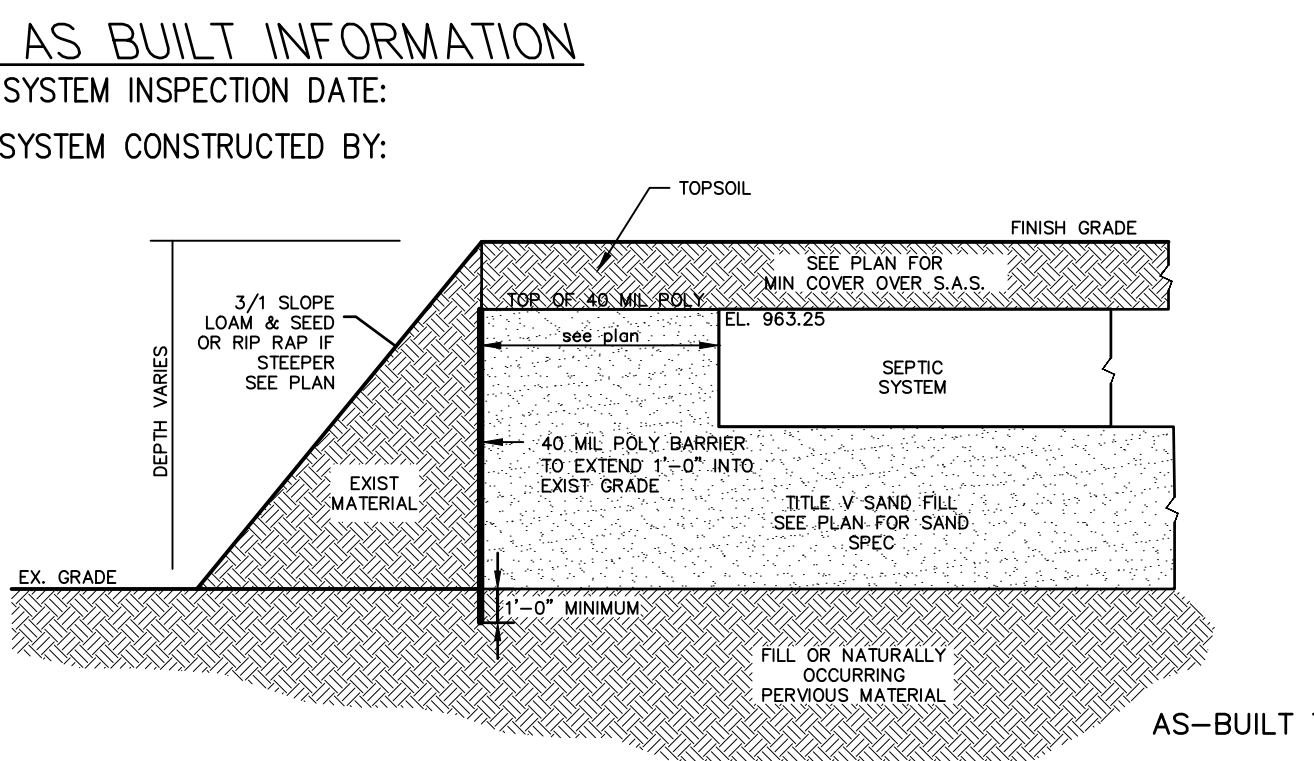 AS BUILT INFORMATION
SYSTEM INSPECTION DATE:
SYSTEM CONSTRUCTED BY:
TOPSOIL
FINISH GRADE
SEE PLAN FOR
MIN COVER OVER S.A.S.
TOP OF 40 MIL POLY
EL. 963.25
see plan
3/1 SLOPE
LOAM & SEED
OR RIP RAP IF
STEEPER
SEE PLAN
DEPTH VARIES
SEPTIC
SYSTEM
40 MIL POLY BARRIER
TO EXTEND 1'-0" INTO
EXIST GRADE
EXIST
MATERIAL
TITLE V SAND FILL
SEE PLAN FOR SAND
SPEC
EX. GRADE
1'-0" MINIMUM
FILL OR NATURALLY
OCCURRING
PERVIOUS MATERIAL
AS-BUILT